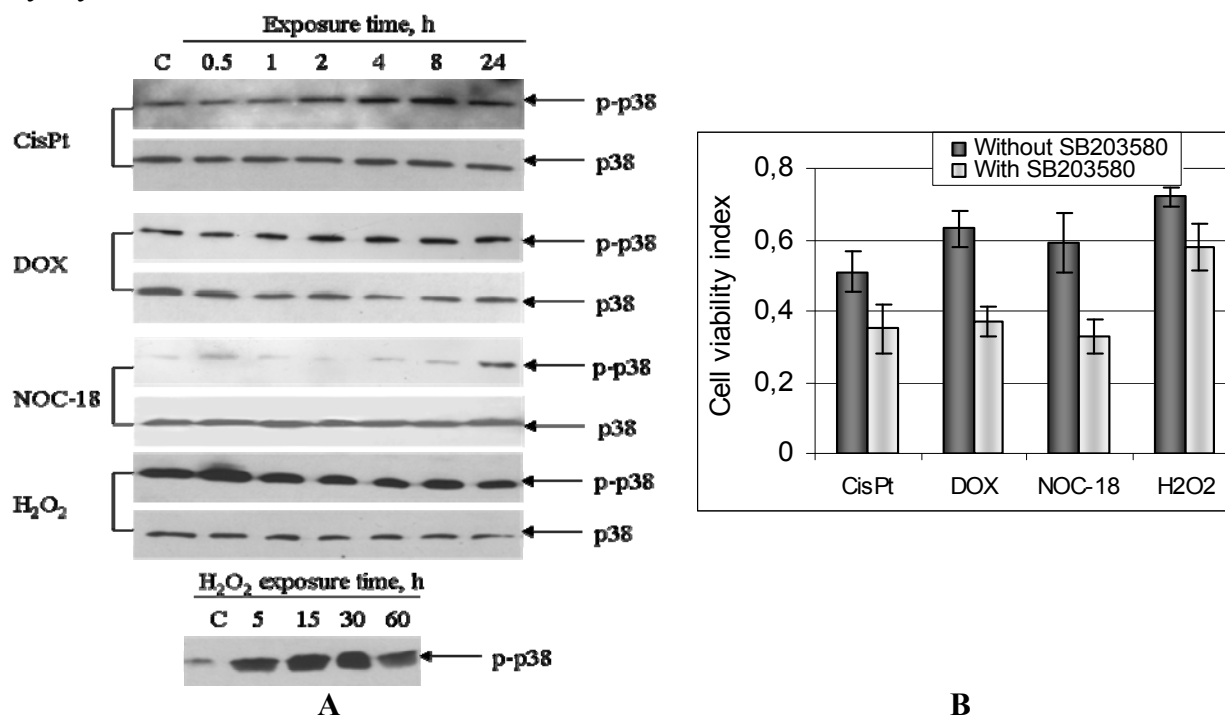 Exposure time, h
C 0.5 1 2 4 8 24
CisPt
p-p38
p38
DOX
p-p38
p38
NOC-18
p-p38
p38
H₂O₂
p-p38
p38
H₂O₂ exposure time, h
C 5 15 30 60
p-p38
A
Without SB203580
With SB203580
Cell viability index
0,8
0,6
0,4
0,2
0
CisPt DOX NOC-18 H2O2
B